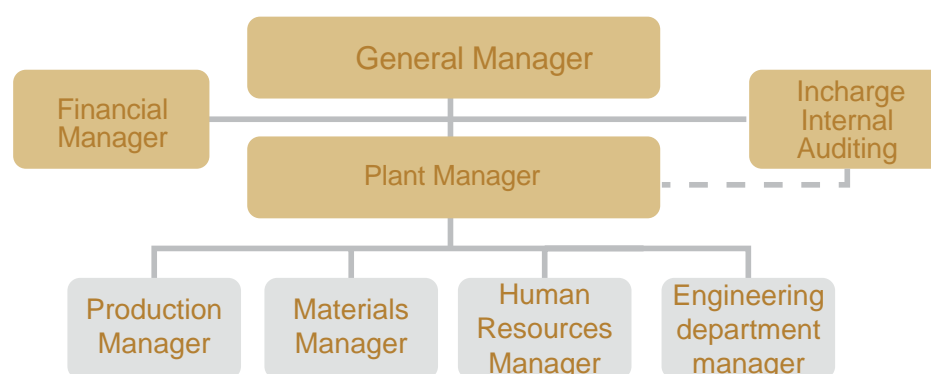 General Manager
Financial
Manager
Incharge
Internal
Auditing
Plant Manager
Production
Manager
Materials
Manager
Human
Resources
Manager
Engineering
department
manager